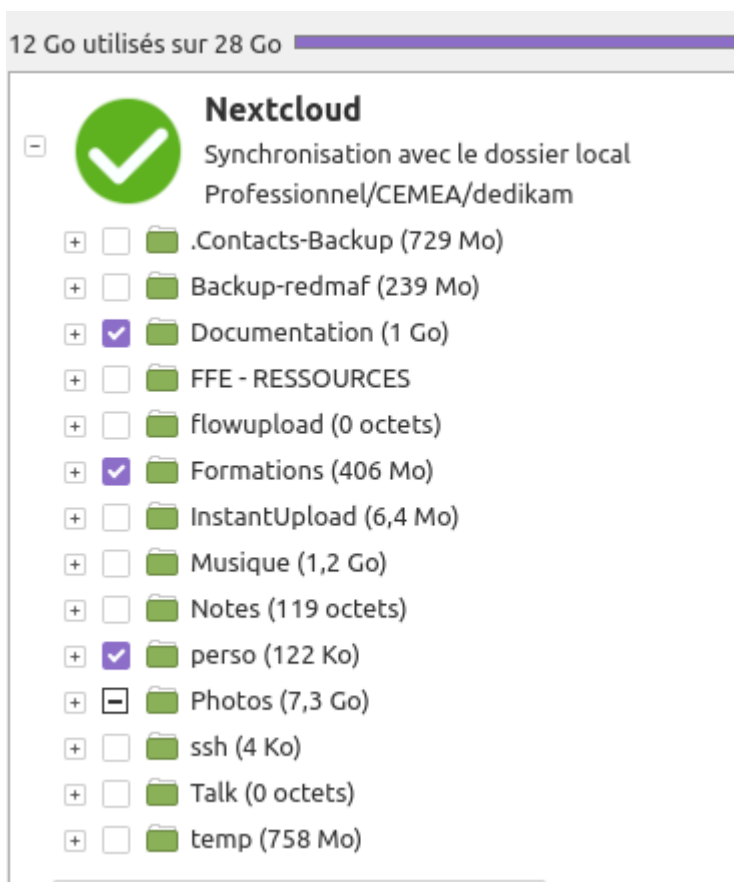 12 Go utilisés sur 28 Go
Nextcloud
Synchronisation avec le dossier local
Professionnel/CEMEA/dedikam
.Contacts-Backup (729 Mo)
Backup-redmaf (239 Mo)
Documentation (1 Go)
FFE - RESSOURCES
flowupload (0 octets)
Formations (406 Mo)
InstantUpload (6,4 Mo)
Musique (1,2 Go)
Notes (119 octets)
perso (122 Ko)
Photos (7,3 Go)
ssh (4 Ko)
Talk (0 octets)
temp (758 Mo)